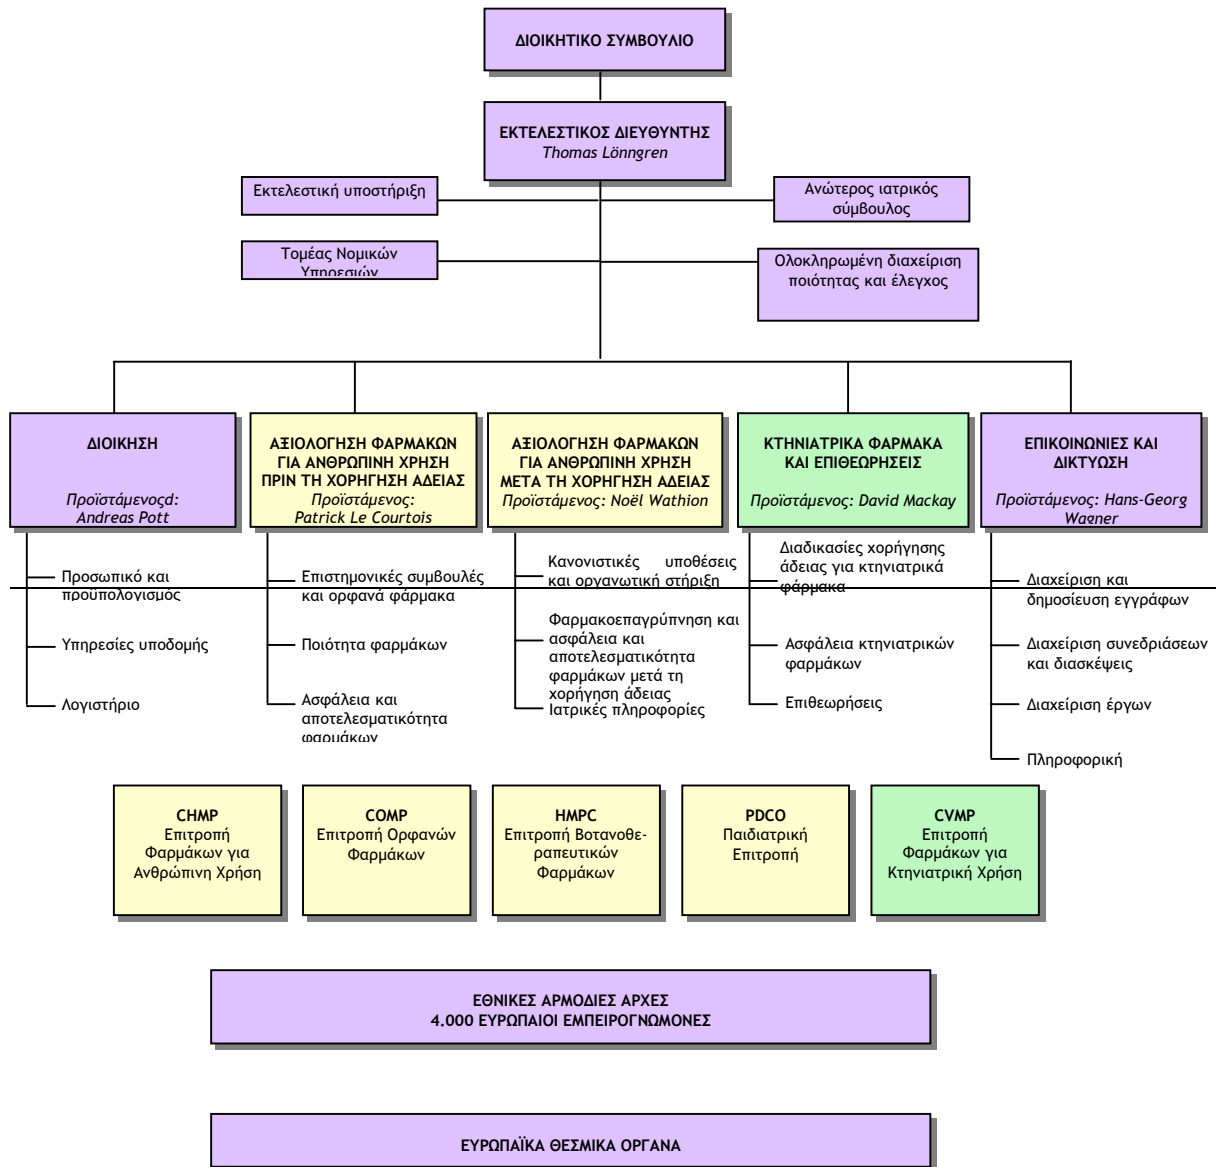 ΔΙΟΙΚΗΤΙΚΟ ΣΥΜΒΟΥΛΙΟ
ΕΚΤΕΛΕΣΤΙΚΟΣ ΔΙΕΥΘΥΝΤΗΣ
Thomas Lönngren
Εκτελεστική υποστήριξη
Ανώτερος ιατρικός
σύμβουλος
Τομέας Νομικών
Υπηρεσιών
Ολοκληρωμένη διαχείριση
ποιότητας και έλεγχος
ΔΙΟΙΚΗΣΗ
Προϊστάμενοςd:
Andreas Pott
ΑΞΙΟΛΟΓΗΣΗ ΦΑΡΜΑΚΩΝ
ΓΙΑ ΑΝΘΡΩΠΙΝΗ ΧΡΗΣΗ
ΠΡΙΝ ΤΗ ΧΟΡΗΓΗΣΗ ΑΔΕΙΑΣ
Προϊστάμενος:
Patrick Le Courtois
ΑΞΙΟΛΟΓΗΣΗ ΦΑΡΜΑΚΩΝ
ΓΙΑ ΑΝΘΡΩΠΙΝΗ ΧΡΗΣΗ
ΜΕΤΑ ΤΗ ΧΟΡΗΓΗΣΗ ΑΔΕΙΑΣ
Προϊστάμενος: Noël Wathion
ΚΤΗΝΙΑΤΡΙΚΑ ΦΑΡΜΑΚΑ
ΚΑΙ ΕΠΙΘΕΩΡΗΣΕΙΣ
Προϊστάμενος: David Mackay
ΕΠΙΚΟΙΝΩΝΙΕΣ ΚΑΙ
ΔΙΚΤΥΩΣΗ
Προϊστάμενος: Hans-Georg
Wagner
Προσωπικό και
προϋπολογισμός
Υπηρεσίες υποδομής
Λογιστήριο
Επιστημονικές συμβουλές
και ορφανά φάρμακα
Ποιότητα φαρμάκων
Ασφάλεια και
αποτελεσματικότητα
φαρμάκων
Κανονιστικές υποθέσεις
και οργανωτική στήριξη
Φαρμακοεπαγρύπνηση και
ασφάλεια και
αποτελεσματικότητα
φαρμάκων μετά τη
χορήγηση άδειας
Ιατρικές πληροφορίες
Διαδικασίες χορήγησης
άδειας για κτηνιατρικά
φάρμακα
Ασφάλεια κτηνιατρικών
φαρμάκων
Επιθεωρήσεις
Διαχείριση και
δημοσίευση εγγράφων
Διαχείριση συνεδριάσεων
και διασκέψεις
Διαχείριση έργων
Πληροφορική
CHMP
Επιτροπή
Φαρμάκων για
Ανθρώπινη Χρήση
COMP
Επιτροπή Ορφανών
Φαρμάκων
HMPC
Επιτροπή Βοτανοθε-
ραπευτικών
Φαρμάκων
PDCO
Παιδιατρική
Επιτροπή
CVMP
Επιτροπή
Φαρμάκων για
Κτηνιατρική Χρήση
ΕΘΝΙΚΕΣ ΑΡΜΟΔΙΕΣ ΑΡΧΕΣ
4.000 ΕΥΡΩΠΑΙΟΙ ΕΜΠΕΙΡΟΓΝΩΜΟΝΕΣ
ΕΥΡΩΠΑΪΚΑ ΘΕΣΜΙΚΑ ΟΡΓΑΝΑ